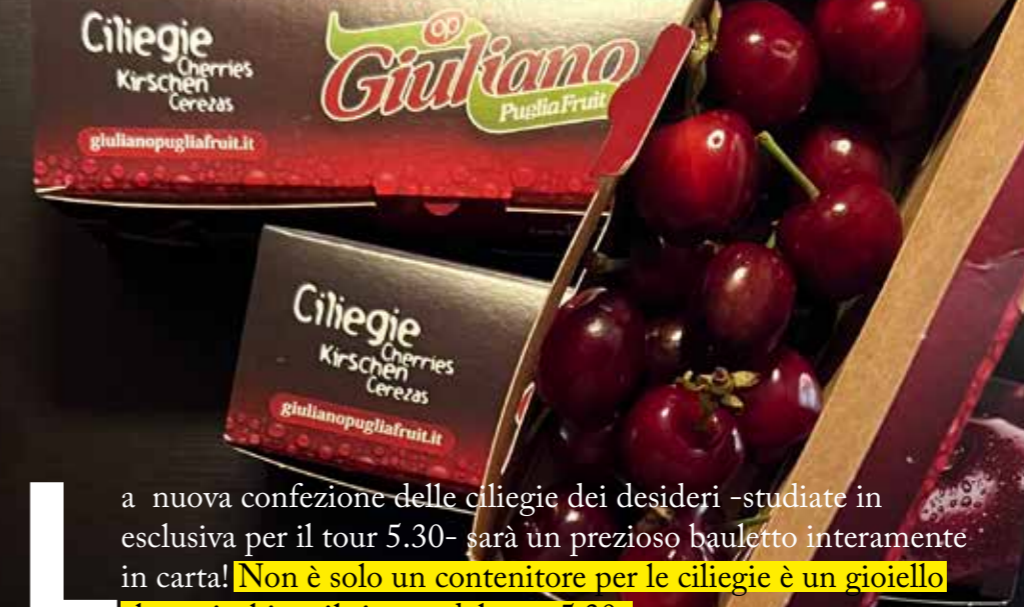 Ciliegie
Cherries
Kirschen
Cerezas
giulianopugliafruit.it
OP
Giuliano
PugliaFruit
Ciliegie
Cherries
Kirschen
Cerezas
giulianopugliafruit.it
La nuova confezione delle ciliegie dei desideri -studiate in
esclusiva per il tour 5.30- sarà un prezioso bauletto interamente
in carta! Non è solo un contenitore per le ciliegie è un gioiello